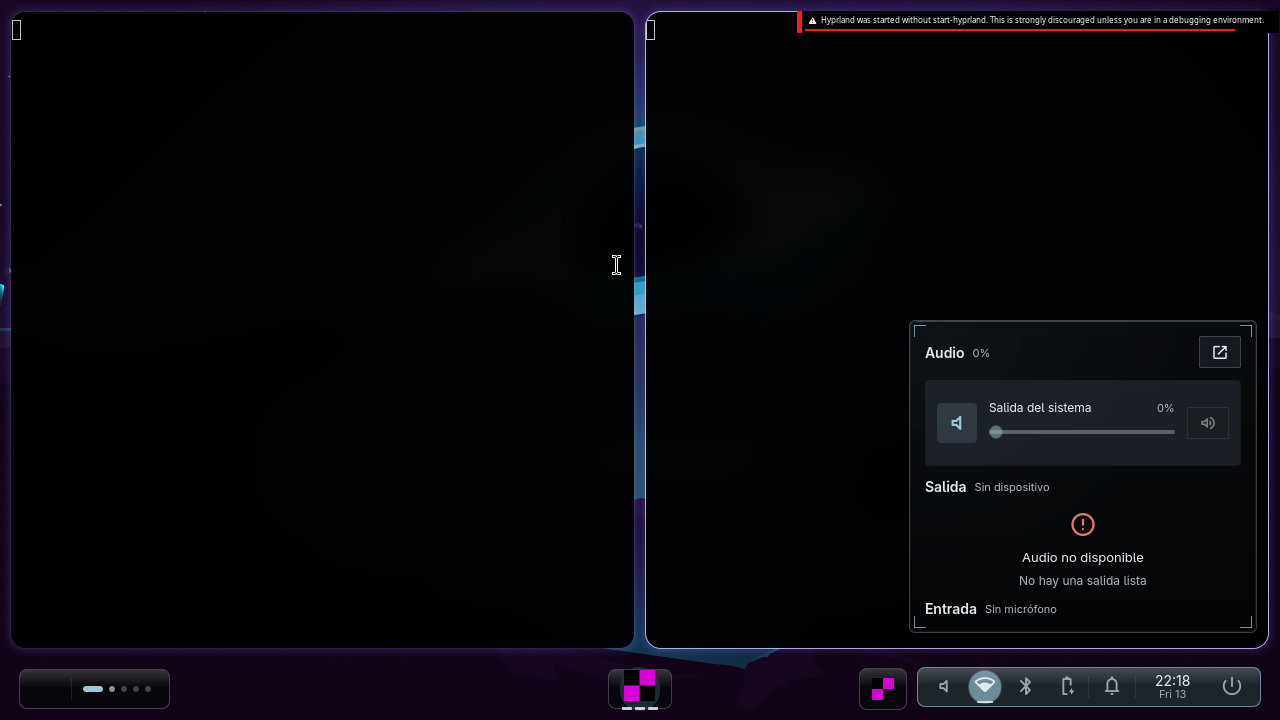 Hyprland was started without start-hyprland. This is strongly discouraged unless you are in a debugging environment.
Audio 0%
Salida del sistema 0%
Salida Sin dispositivo
Audio no disponible
No hay una salida lista
Entrada Sin micrófono
22:18
Fri 13